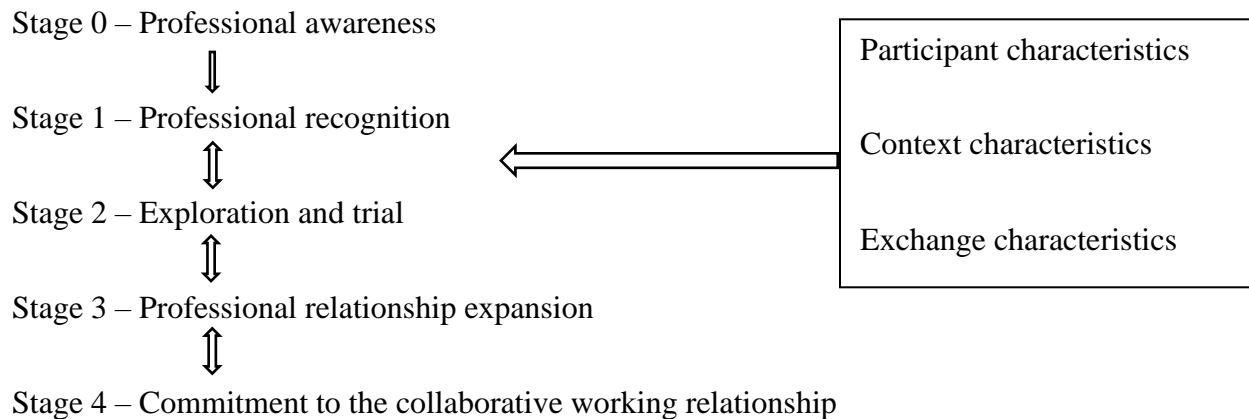 Stage 0 – Professional awareness
Stage 1 – Professional recognition
Stage 2 – Exploration and trial
Stage 3 – Professional relationship expansion
Stage 4 – Commitment to the collaborative working relationship
Participant characteristics
Context characteristics
Exchange characteristics